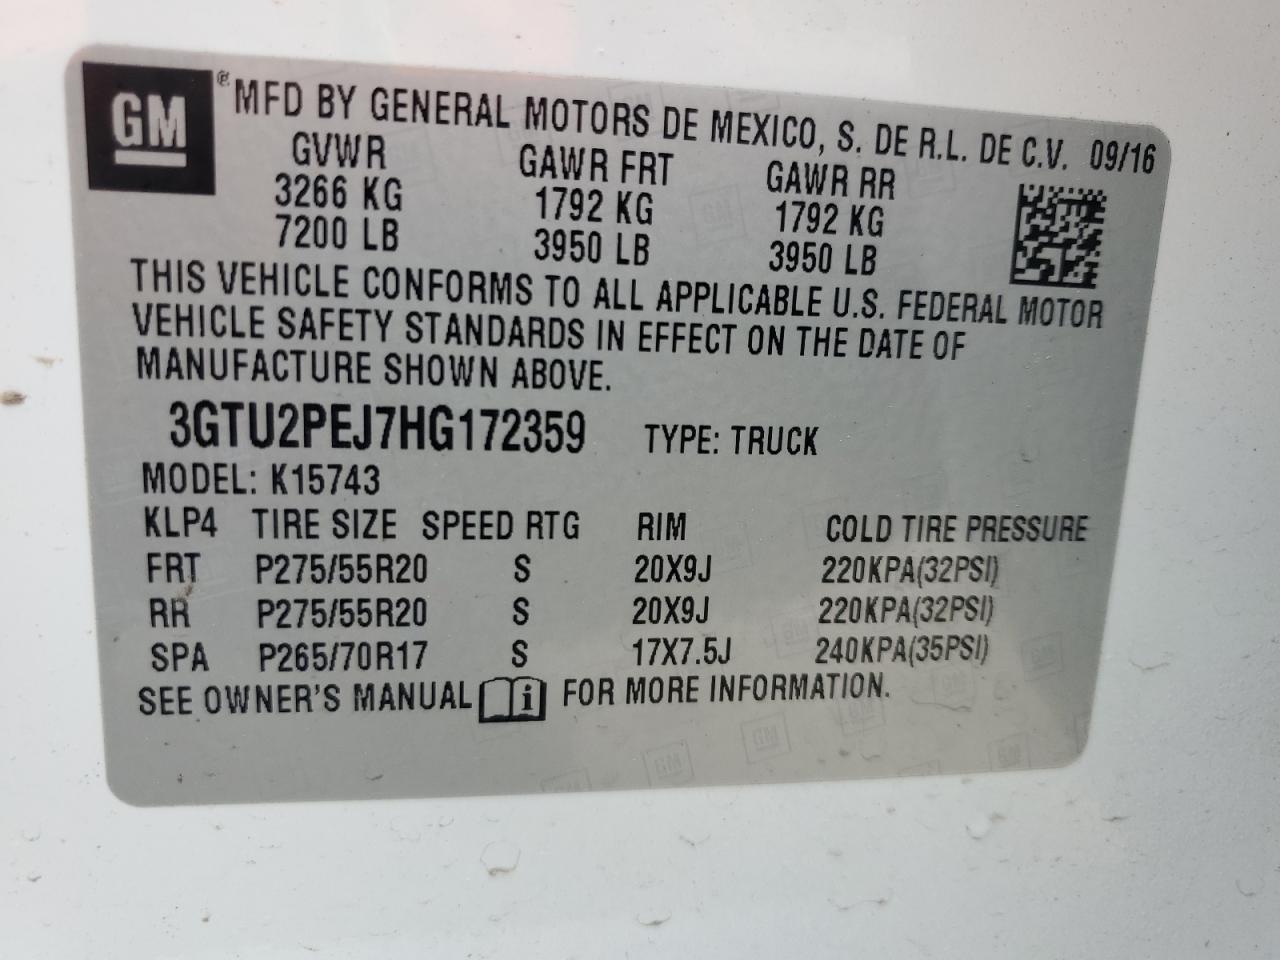 GM ® MFD BY GENERAL MOTORS DE MEXICO, S. DE R.L. DE C.V. 09/16
GVWR GAWR FRT GAWR RR
3266 KG 1792 KG 1792 KG
7200 LB 3950 LB 3950 LB
THIS VEHICLE CONFORMS TO ALL APPLICABLE U.S. FEDERAL MOTOR
VEHICLE SAFETY STANDARDS IN EFFECT ON THE DATE OF
MANUFACTURE SHOWN ABOVE.
3GTU2PEJ7HG172359 TYPE: TRUCK
MODEL: K15743
KLP4 TIRE SIZE SPEED RTG RIM COLD TIRE PRESSURE
FRT P275/55R20 S 20X9J 220KPA(32PSI)
RR P275/55R20 S 20X9J 220KPA(32PSI)
SPA P265/70R17 S 17X7.5J 240KPA(35PSI)
SEE OWNER'S MANUAL i FOR MORE INFORMATION.